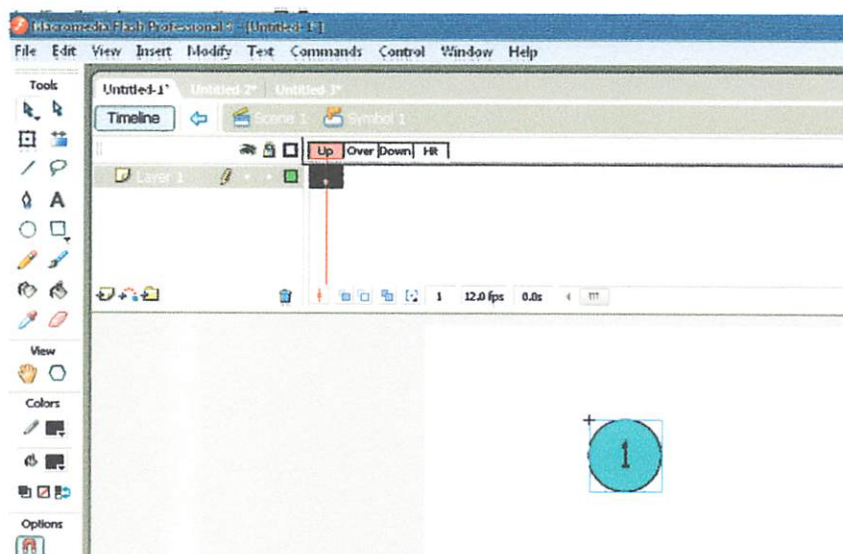 Macromedia Flash Professional 8 - [Untitled-1*]
File Edit View Insert Modify Text Commands Control Window Help
Tools
Untitled-1* Untitled-2* Untitled-3*
Timeline Scene 1 Symbol 1
Up Over Down Hit
Layer 1
1 12.0 fps 0.0s
View
Colors
Options
1